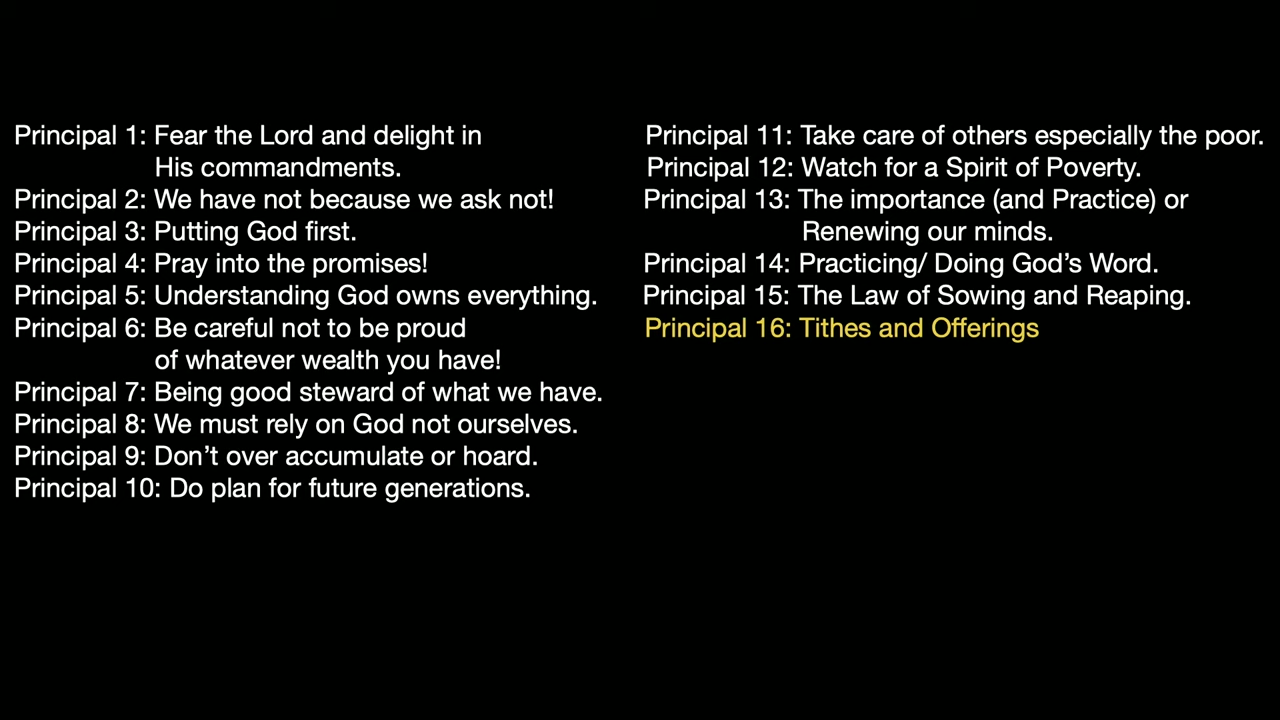 Principal 1: Fear the Lord and delight in
His commandments.
Principal 2: We have not because we ask not!
Principal 3: Putting God first.
Principal 4: Pray into the promises!
Principal 5: Understanding God owns everything.
Principal 6: Be careful not to be proud
of whatever wealth you have!
Principal 7: Being good steward of what we have.
Principal 8: We must rely on God not ourselves.
Principal 9: Don’t over accumulate or hoard.
Principal 10: Do plan for future generations.
Principal 11: Take care of others especially the poor.
Principal 12: Watch for a Spirit of Poverty.
Principal 13: The importance (and Practice) or
Renewing our minds.
Principal 14: Practicing/ Doing God’s Word.
Principal 15: The Law of Sowing and Reaping.
Principal 16: Tithes and Offerings